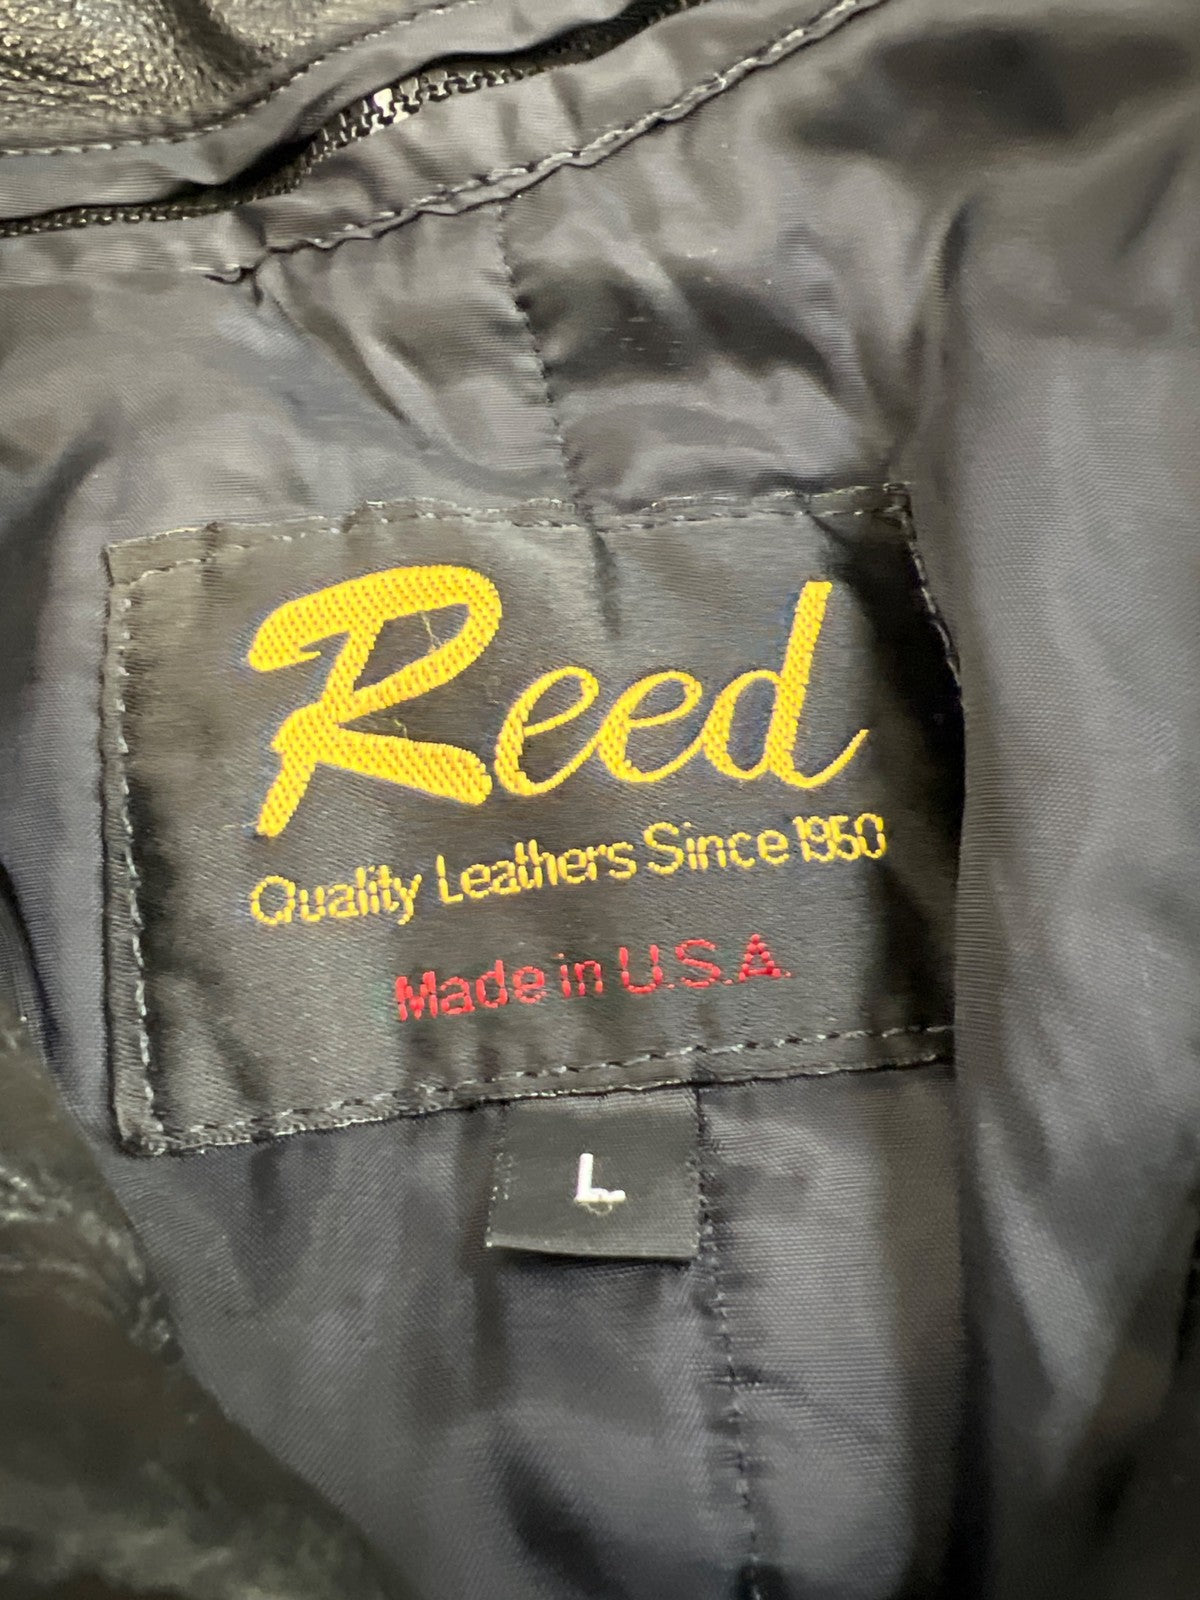 Reed
Quality Leathers Since 1950
Made in U.S.A.
L